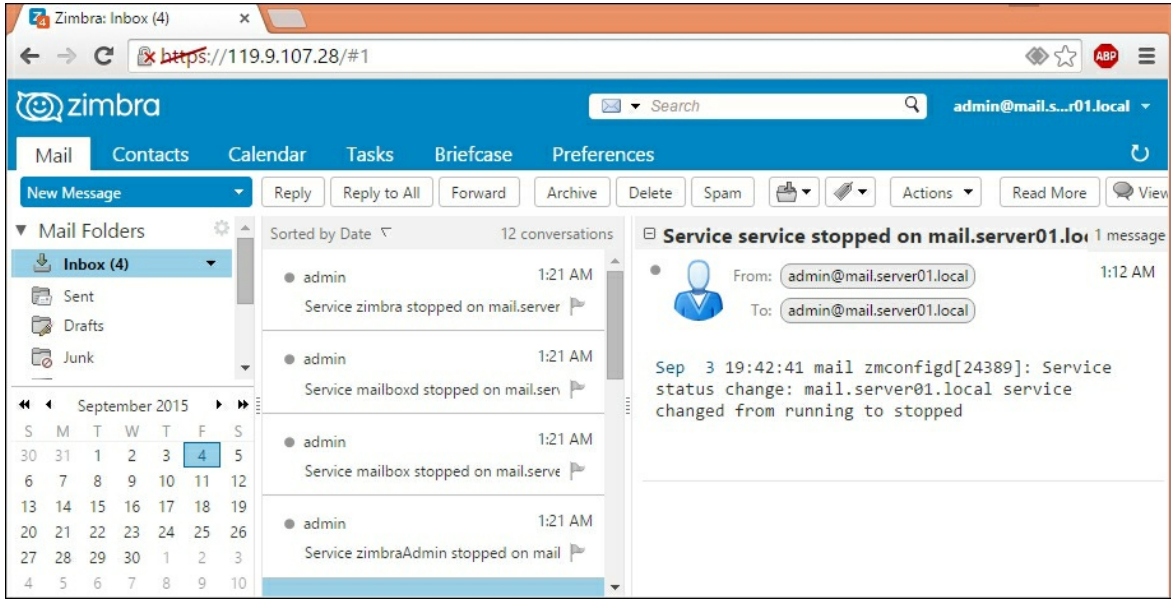 Zimbra: Inbox (4)
https://119.9.107.28/#1
ABP
zimbra
Search
admin@mail.s...r01.local
Mail Contacts Calendar Tasks Briefcase Preferences
New Message
Reply Reply to All Forward Archive Delete Spam Actions Read More View
Mail Folders
Inbox (4)
Sent
Drafts
Junk
September 2015
S M T W T F S
30 31 1 2 3 4 5
6 7 8 9 10 11 12
13 14 15 16 17 18 19
20 21 22 23 24 25 26
27 28 29 30 1 2 3
4 5 6 7 8 9 10
Sorted by Date 12 conversations
admin 1:21 AM
Service zimbra stopped on mail.server
admin 1:21 AM
Service mailboxd stopped on mail.serv
admin 1:21 AM
Service mailbox stopped on mail.serve
admin 1:21 AM
Service zimbraAdmin stopped on mail
Service service stopped on mail.server01.loc 1 message
From: admin@mail.server01.local 1:12 AM
To: admin@mail.server01.local
Sep 3 19:42:41 mail zmconfigd[24389]: Service
status change: mail.server01.local service
changed from running to stopped